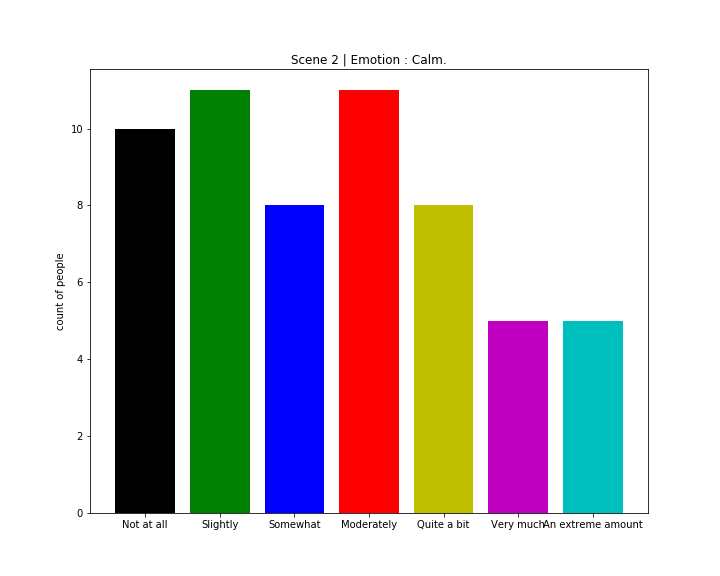 Scene 2 | Emotion : Calm.
count of people
10
8
6
4
2
0
Not at all Slightly Somewhat Moderately Quite a bit Very much An extreme amount